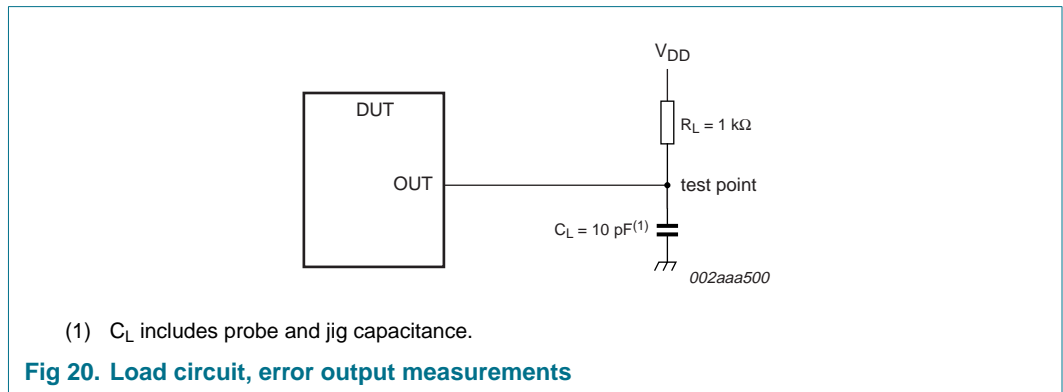 V_DD
DUT
R_L = 1 kΩ
OUT
test point
C_L = 10 pF(1)
002aaa500
(1) C_L includes probe and jig capacitance.
Fig 20. Load circuit, error output measurements